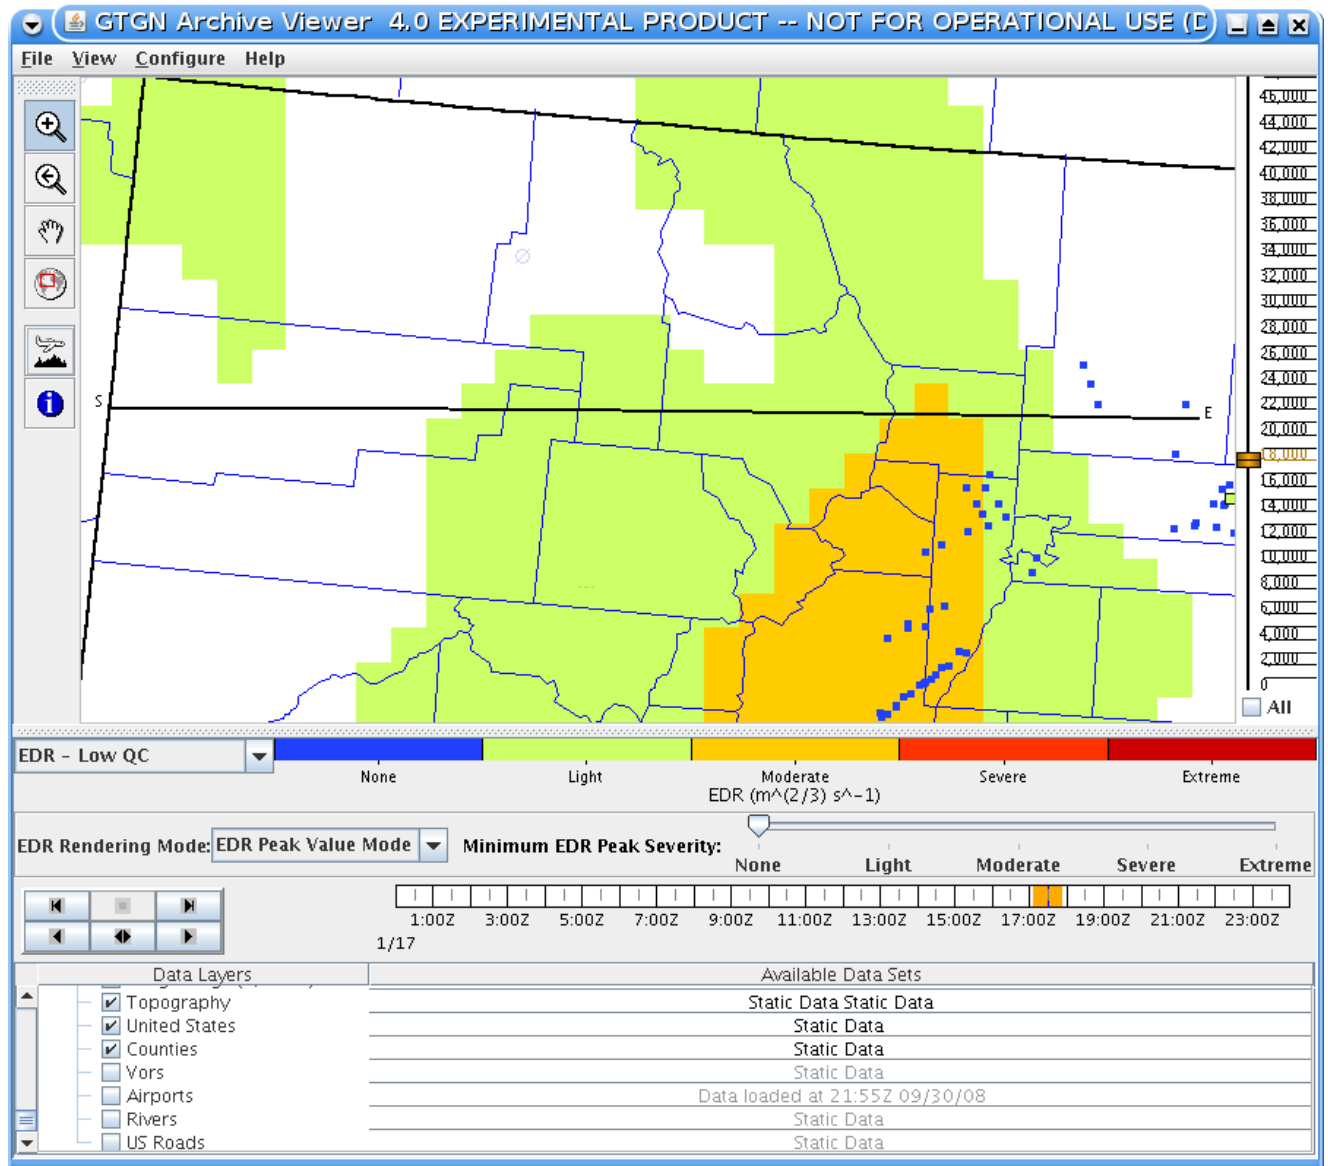 GTGN Archive Viewer 4.0 EXPERIMENTAL PRODUCT -- NOT FOR OPERATIONAL USE (D
File View Configure Help
46,000
44,000
42,000
40,000
38,000
36,000
34,000
32,000
30,000
28,000
26,000
24,000
22,000
20,000
18,000
16,000
14,000
12,000
10,000
8,000
6,000
4,000
2,000
0
S
E
All
EDR - Low QC
None Light Moderate Severe Extreme
EDR (m^(2/3) s^-1)
EDR Rendering Mode: EDR Peak Value Mode Minimum EDR Peak Severity:
None Light Moderate Severe Extreme
1:00Z 3:00Z 5:00Z 7:00Z 9:00Z 11:00Z 13:00Z 15:00Z 17:00Z 19:00Z 21:00Z 23:00Z
1/17
Data Layers Available Data Sets
Topography Static Data Static Data
United States Static Data
Counties Static Data
Vors Static Data
Airports Data loaded at 21:55Z 09/30/08
Rivers Static Data
US Roads Static Data